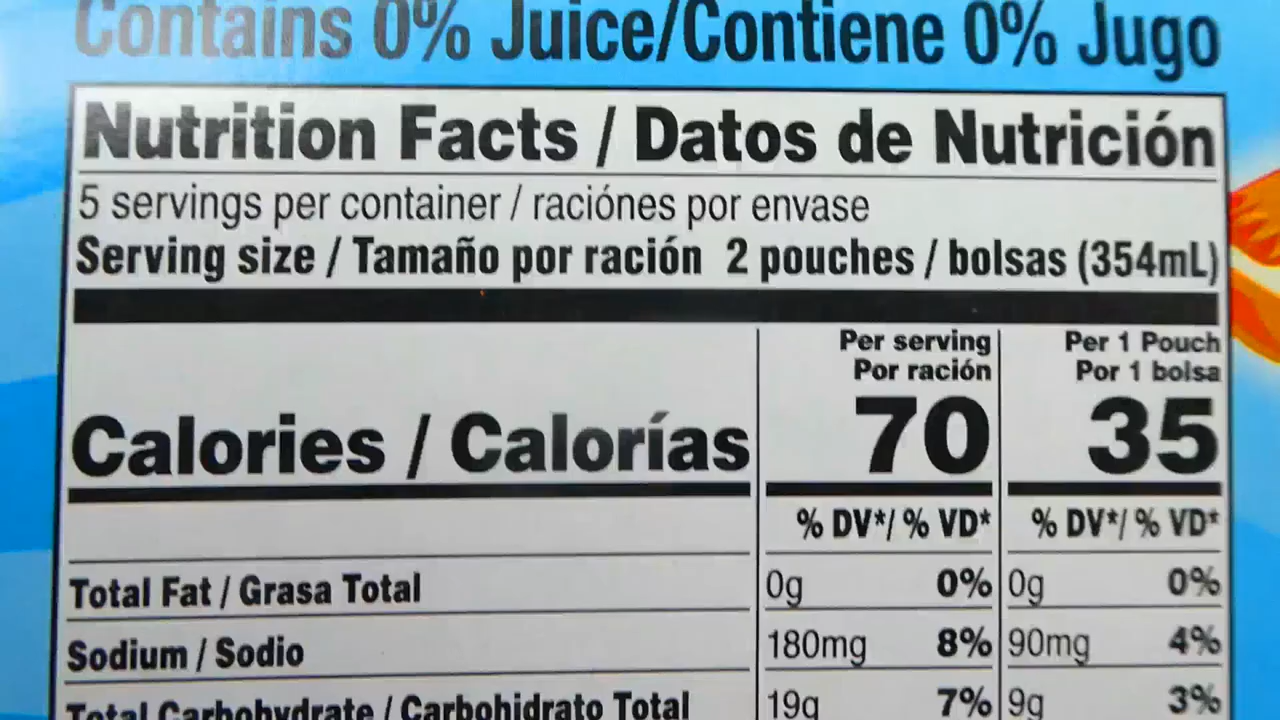 Contains 0% Juice/Contiene 0% Jugo
Nutrition Facts / Datos de Nutrición
5 servings per container / raciónes por envase
Serving size / Tamaño por ración 2 pouches / bolsas (354mL)
Per serving Per 1 Pouch
Por ración Por 1 bolsa
Calories / Calorías 70 35
% DV*/ % VD* % DV*/ % VD*
Total Fat / Grasa Total 0g 0% 0g 0%
Sodium / Sodio 180mg 8% 90mg 4%
Total Carbohydrate / Carbohidrato Total 19g 7% 9g 3%